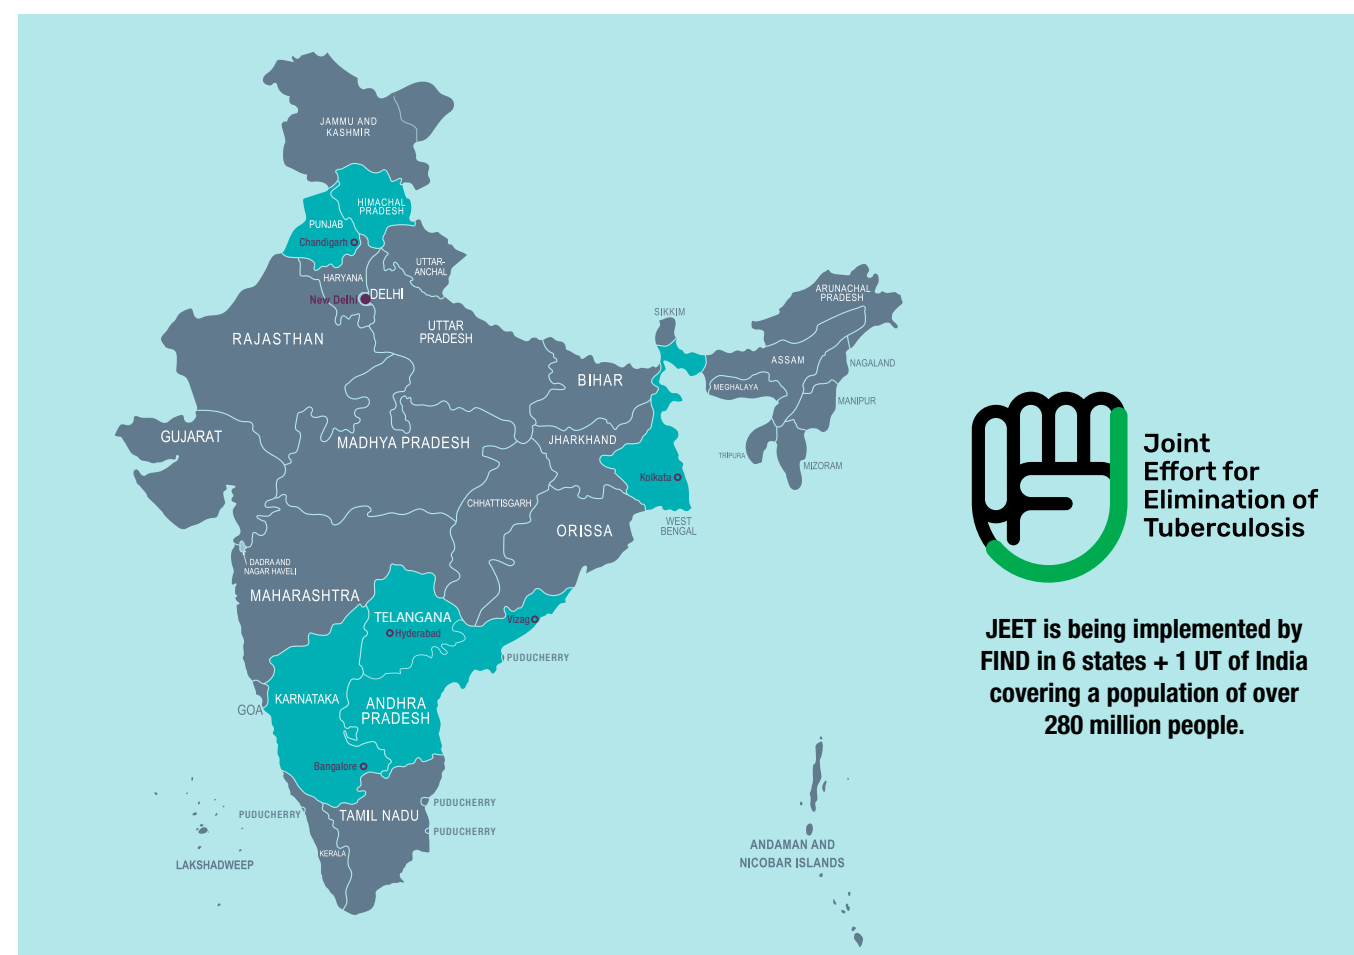 JAMMU AND
KASHMIR
HIMACHAL
PRADESH
PUNJAB
Chandigarh
UTTAR-
ANCHAL
HARYANA
New Delhi
DELHI
RAJASTHAN
UTTAR
PRADESH
SIKKIM
ARUNACHAL
PRADESH
ASSAM
NAGALAND
BIHAR
MEGHALAYA
MANIPUR
GUJARAT
MADHYA PRADESH
JHARKHAND
TRIPURA
MIZORAM
Kolkata
CHHATTISGARH
WEST
BENGAL
ORISSA
DADRA AND
NAGAR HAVELI
MAHARASHTRA
TELANGANA
Hyderabad
Vizag
PUDUCHERRY
KARNATAKA
GOA
ANDHRA
PRADESH
Bangalore
PUDUCHERRY
PUDUCHERRY
TAMIL NADU
PUDUCHERRY
KERALA
LAKSHADWEEP
ANDAMAN AND
NICOBAR ISLANDS
Joint
Effort for
Elimination of
Tuberculosis
JEET is being implemented by
FIND in 6 states + 1 UT of India
covering a population of over
280 million people.